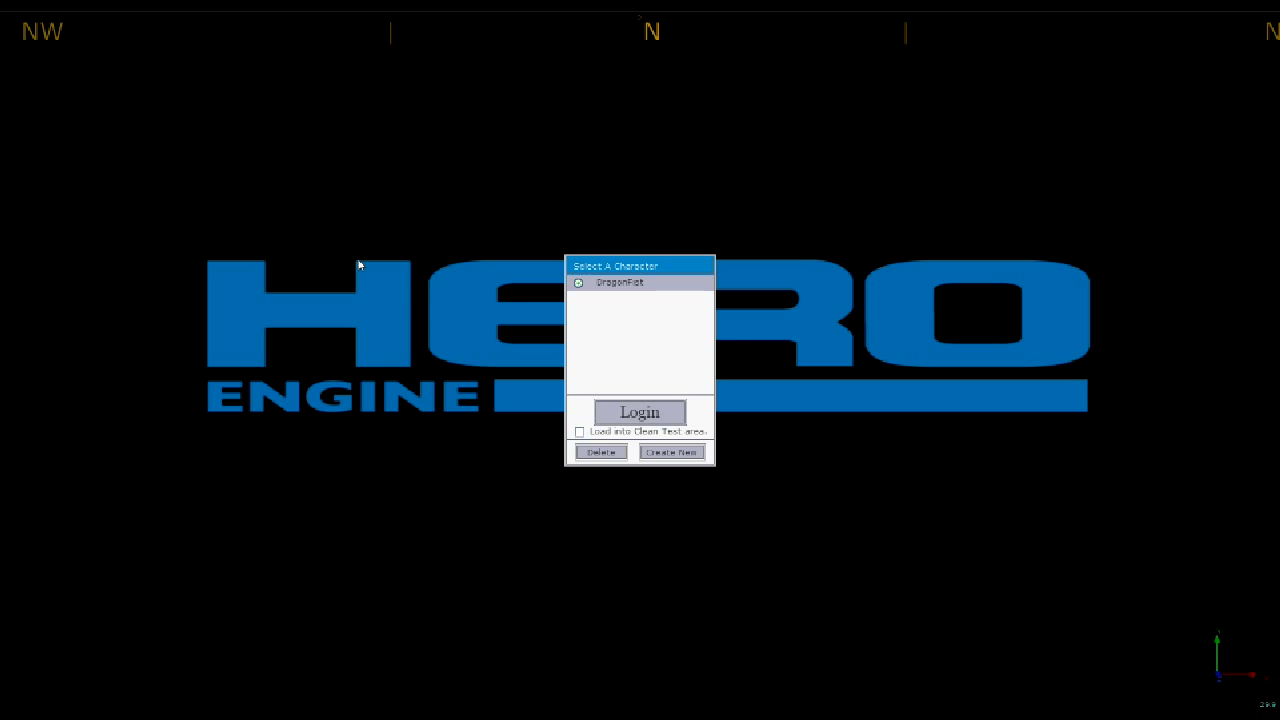 NW N N
HERO
ENGINE
Select A Character
DragonFist
Login
Load into Clean Test area.
Delete
Create New